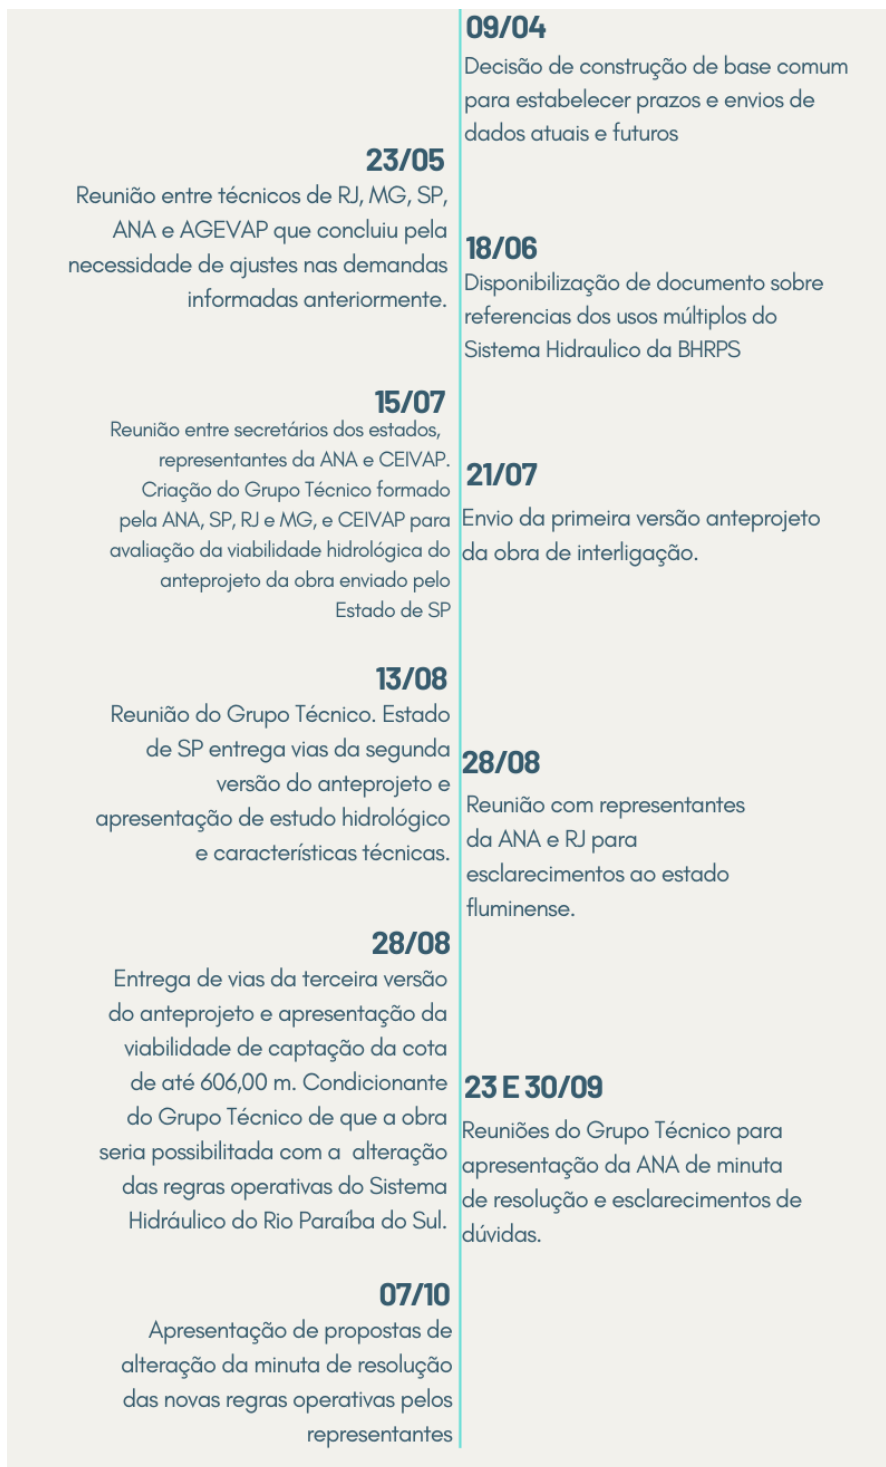 09/04
Decisão de construção de base comum
para estabelecer prazos e envios de
dados atuais e futuros
23/05
Reunião entre técnicos de RJ, MG, SP,
ANA e AGEVAP que concluiu pela
necessidade de ajustes nas demandas
informadas anteriormente.
18/06
Disponibilização de documento sobre
referencias dos usos múltiplos do
Sistema Hidraulico da BHRPS
15/07
Reunião entre secretários dos estados,
representantes da ANA e CEIVAP.
Criação do Grupo Técnico formado
pela ANA, SP, RJ e MG, e CEIVAP para
avaliação da viabilidade hidrológica do
anteprojeto da obra enviado pelo
Estado de SP
21/07
Envio da primeira versão anteprojeto
da obra de interligação.
13/08
Reunião do Grupo Técnico. Estado
de SP entrega vias da segunda
versão do anteprojeto e
apresentação de estudo hidrológico
e características técnicas.
28/08
Reunião com representantes
da ANA e RJ para
esclarecimentos ao estado
fluminense.
28/08
Entrega de vias da terceira versão
do anteprojeto e apresentação da
viabilidade de captação da cota
de até 606,00 m. Condicionante
do Grupo Técnico de que a obra
seria possibilitada com a  alteração
das regras operativas do Sistema
Hidráulico do Rio Paraíba do Sul.
23 E 30/09
Reuniões do Grupo Técnico para
apresentação da ANA de minuta
de resolução e esclarecimentos de
dúvidas.
07/10
Apresentação de propostas de
alteração da minuta de resolução
das novas regras operativas pelos
representantes